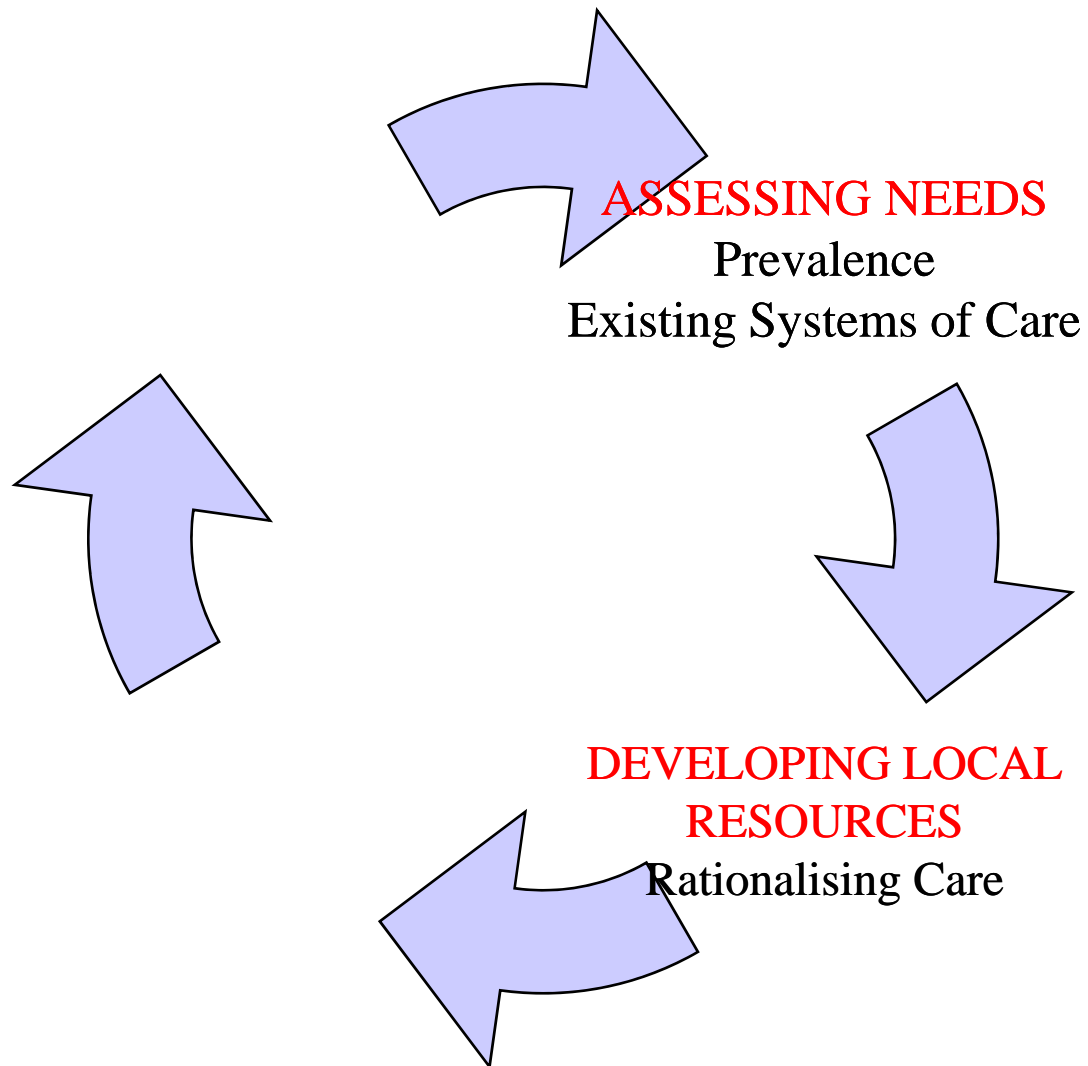 ASSESSING NEEDS
Prevalence
Existing Systems of Care
DEVELOPING LOCAL
RESOURCES
Rationalising Care